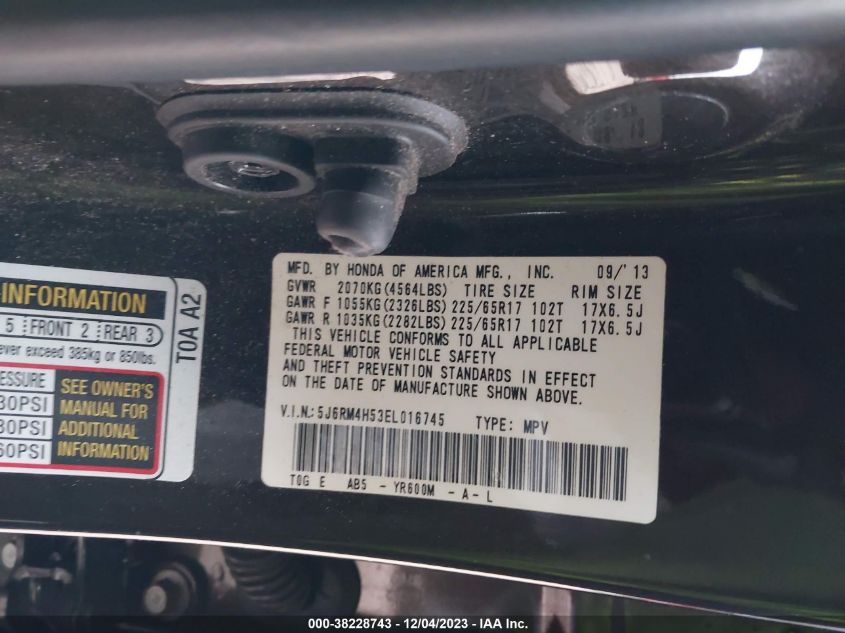 -INFORMATION
5 FRONT 2 REAR 3
ever exceed 385kg or 850lbs.
TOA A2
ESSURE
30PSI
30PSI
60PSI
SEE OWNER'S
MANUAL FOR
ADDITIONAL
INFORMATION
MFD. BY HONDA OF AMERICA MFG., INC. 09/'13
GVWR 2070KG(4564LBS) TIRE SIZE RIM SIZE
GAWR F 1055KG(2326LBS) 225/65R17 102T 17X6.5J
GAWR R 1035KG(2282LBS) 225/65R17 102T 17X6.5J
THIS VEHICLE CONFORMS TO ALL APPLICABLE
FEDERAL MOTOR VEHICLE SAFETY
AND THEFT PREVENTION STANDARDS IN EFFECT
ON THE DATE OF MANUFACTURE SHOWN ABOVE.
V.I.N.: 5J6RM4H53EL016745 TYPE: MPV
T0G E AB5 - YR600M - A - L
000-38228743 - 12/04/2023 - IAA Inc.